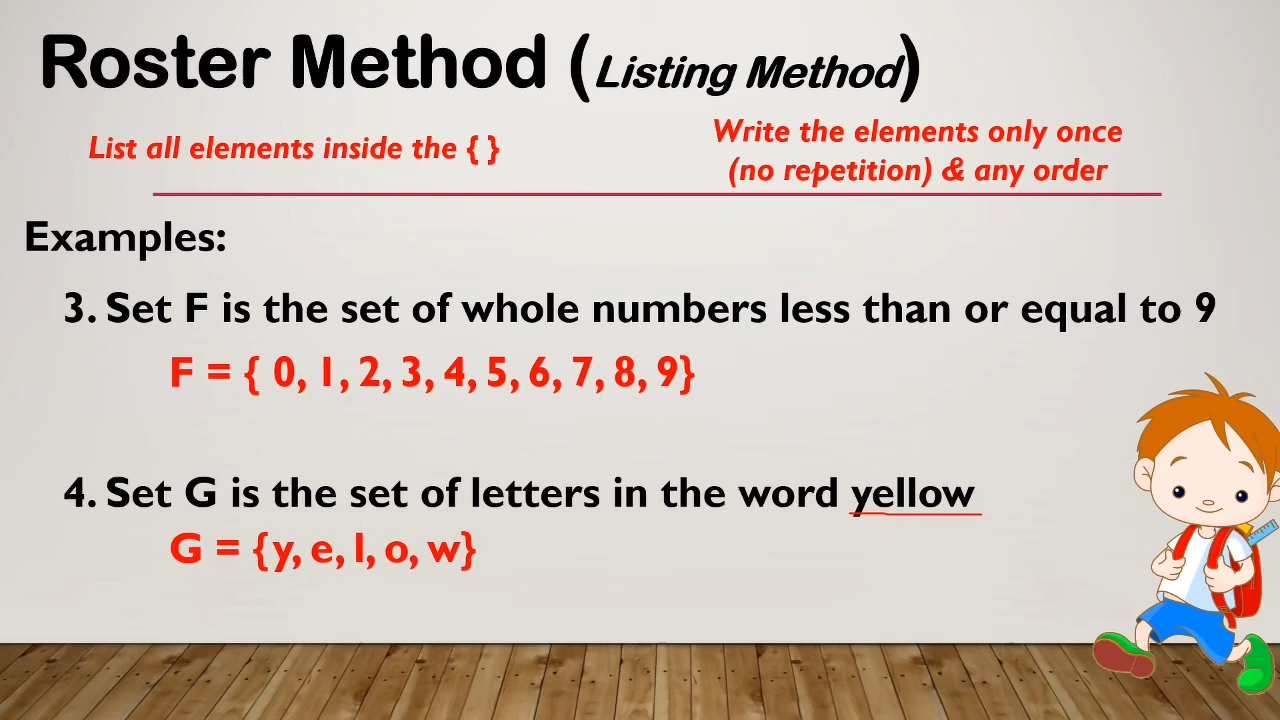 Roster Method (Listing Method)
List all elements inside the { }
Write the elements only once
(no repetition) & any order
Examples:
3. Set F is the set of whole numbers less than or equal to 9
F = { 0, 1, 2, 3, 4, 5, 6, 7, 8, 9}
4. Set G is the set of letters in the word yellow
G = {y, e, l, o, w}